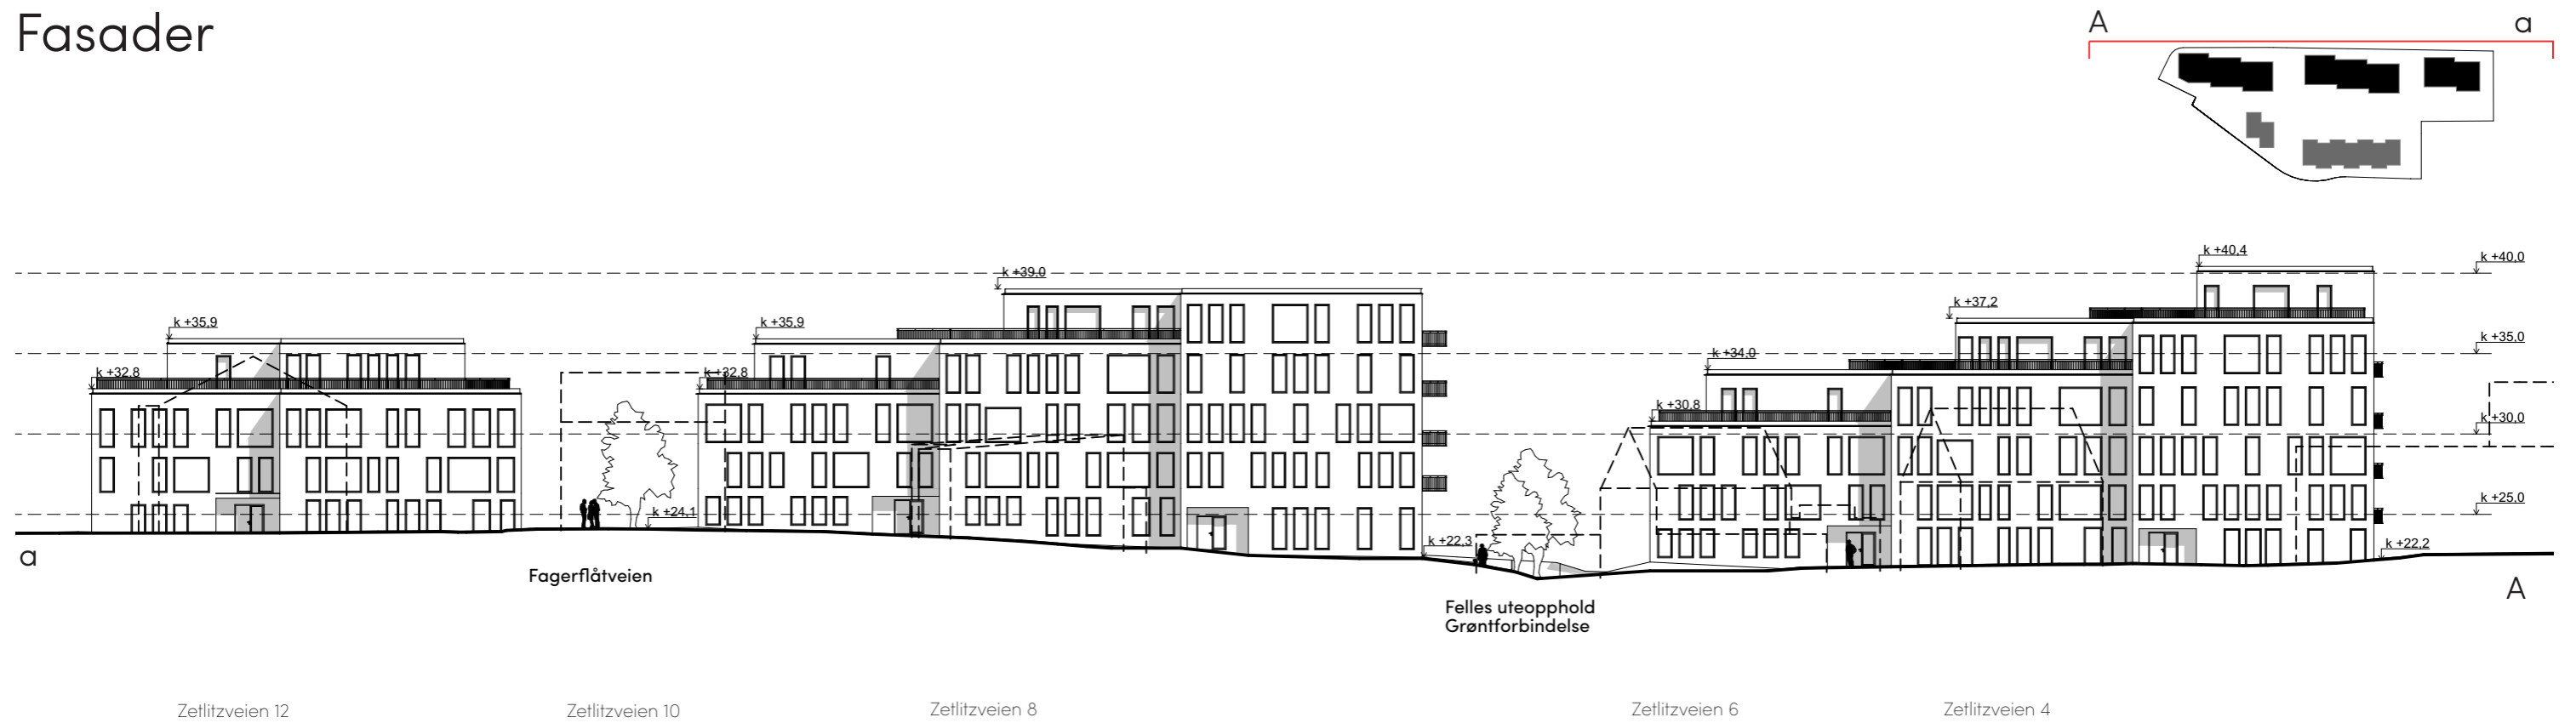 Fasader
A a
k +40,4
k +40,0
k +39,0
k +37,2
k +35,9
k +35,9
k +35,0
k +34,0
k +32,8
k +32,8
k +30,8
k +30,0
k +25,0
k +24,1
k +22,3
k +22,2
a
Fagerflåtveien
A
Felles uteopphold
Grøntforbindelse
Zetlitzveien 12 Zetlitzveien 10 Zetlitzveien 8 Zetlitzveien 6 Zetlitzveien 4